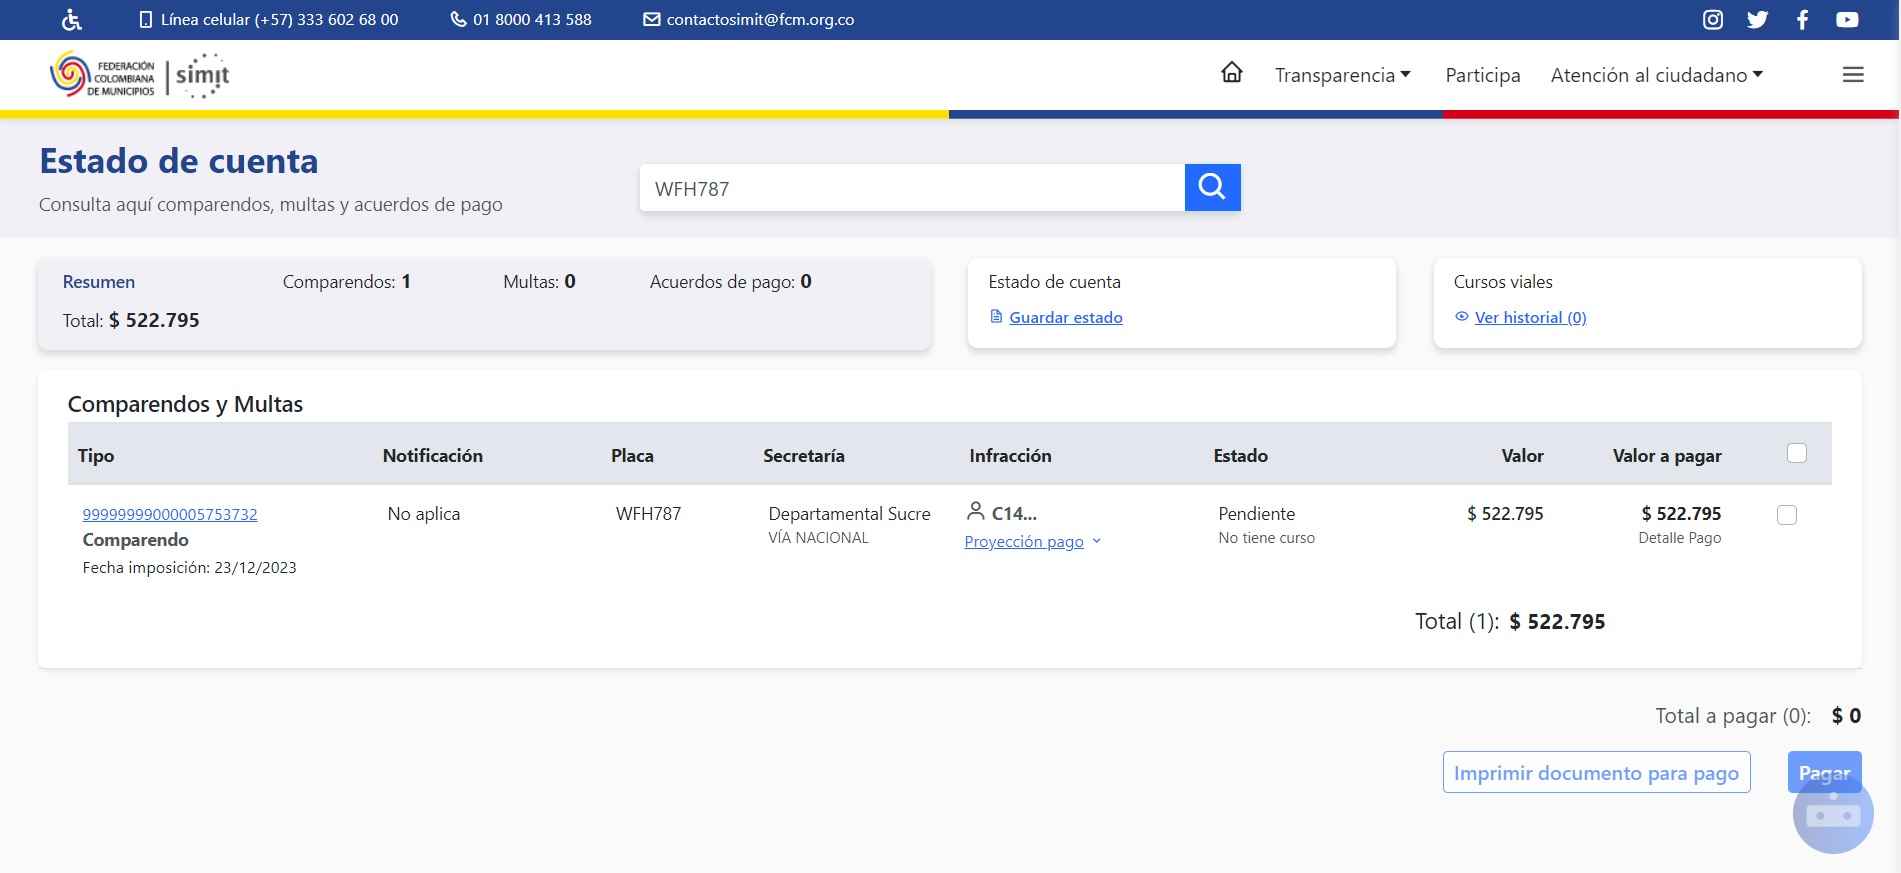 Línea celular (+57) 333 602 68 00 01 8000 413 588 contactosimit@fcm.org.co
FEDERACIÓN
COLOMBIANA
DE MUNICIPIOS
simit
Transparencia Participa Atención al ciudadano
Estado de cuenta
Consulta aquí comparendos, multas y acuerdos de pago
WFH787
Resumen Comparendos: 1 Multas: 0 Acuerdos de pago: 0
Total: $ 522.795
Estado de cuenta
Guardar estado
Cursos viales
Ver historial (0)
Comparendos y Multas
Tipo Notificación Placa Secretaría Infracción Estado Valor Valor a pagar
99999999000005753732 No aplica WFH787 Departamental Sucre C14... Pendiente $ 522.795 $ 522.795
Comparendo VÍA NACIONAL Proyección pago No tiene curso Detalle Pago
Fecha imposición: 23/12/2023
Total (1): $ 522.795
Total a pagar (0): $ 0
Imprimir documento para pago Pagar